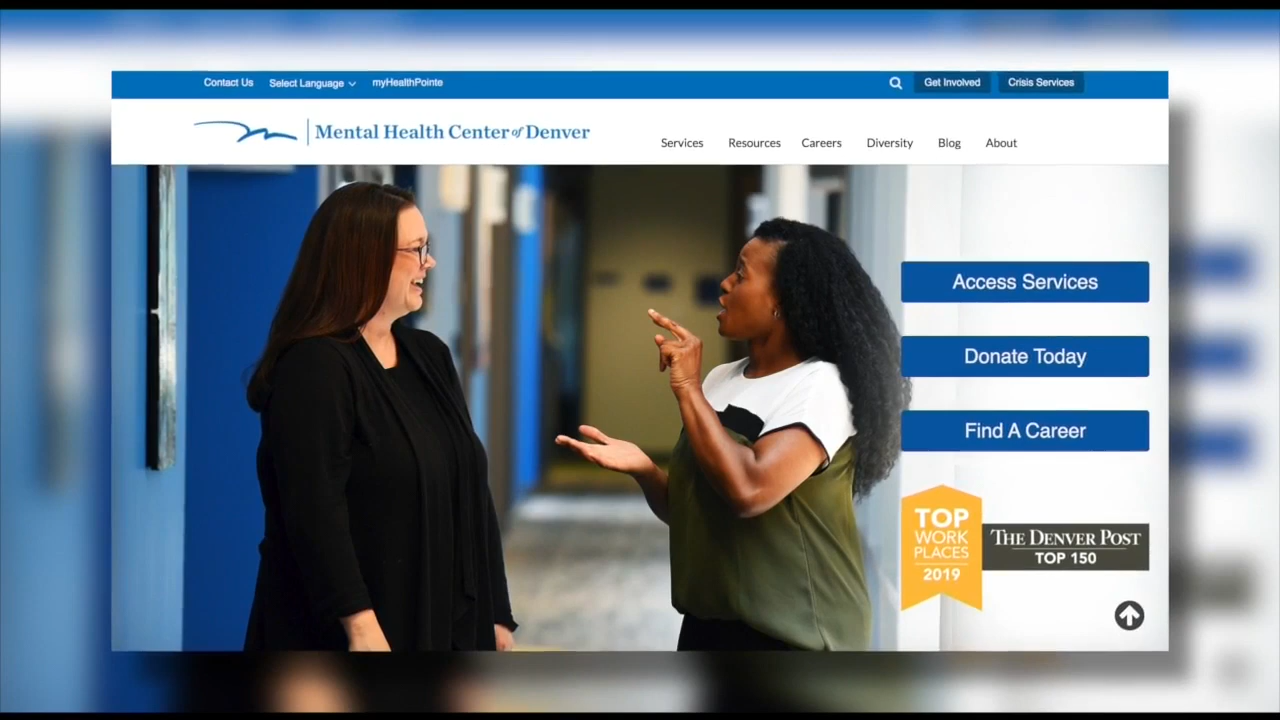 Contact Us Select Language myHealthPointe Get Involved Crisis Services
Mental Health Center of Denver
Services Resources Careers Diversity Blog About
Access Services
Donate Today
Find A Career
TOP
WORK
PLACES
2019
THE DENVER POST
TOP 150